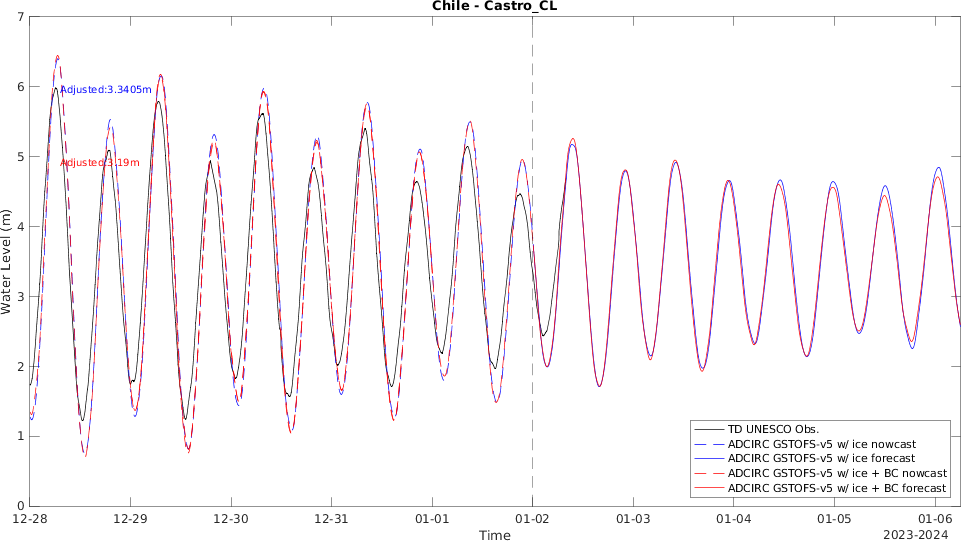 Chile - Castro_CL
7
6
5
4
3
2
1
0
Water Level (m)
Adjusted:3.3405m
Adjusted:3.19m
TD UNESCO Obs.
ADCIRC GSTOFS-v5 w/ ice nowcast
ADCIRC GSTOFS-v5 w/ ice forecast
ADCIRC GSTOFS-v5 w/ ice + BC nowcast
ADCIRC GSTOFS-v5 w/ ice + BC forecast
12-28 12-29 12-30 12-31 01-01 01-02 01-03 01-04 01-05 01-06
Time
2023-2024